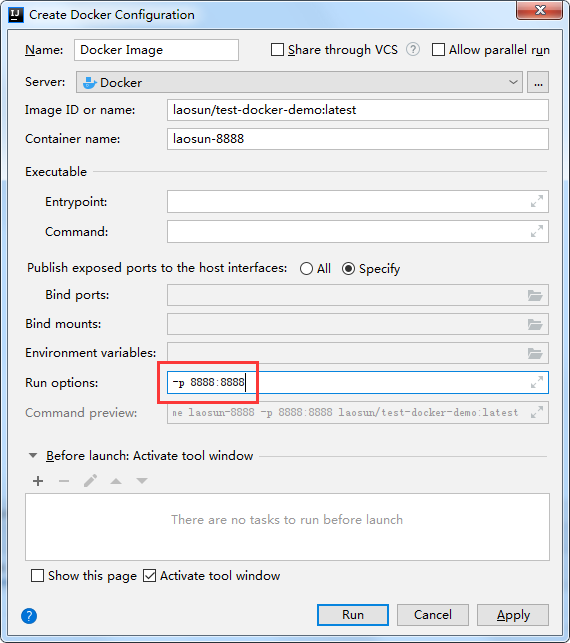 IJ Create Docker Configuration
Name: Docker Image Share through VCS ? Allow parallel run
Server: Docker ...
Image ID or name: laosun/test-docker-demo:latest
Container name: laosun-8888
Executable
Entrypoint:
Command:
Publish exposed ports to the host interfaces: All Specify
Bind ports:
Bind mounts:
Environment variables:
Run options: -p 8888:8888
Command preview: me laosun-8888 -p 8888:8888 laosun/test-docker-demo:latest
Before launch: Activate tool window
There are no tasks to run before launch
Show this page Activate tool window
? Run Cancel Apply